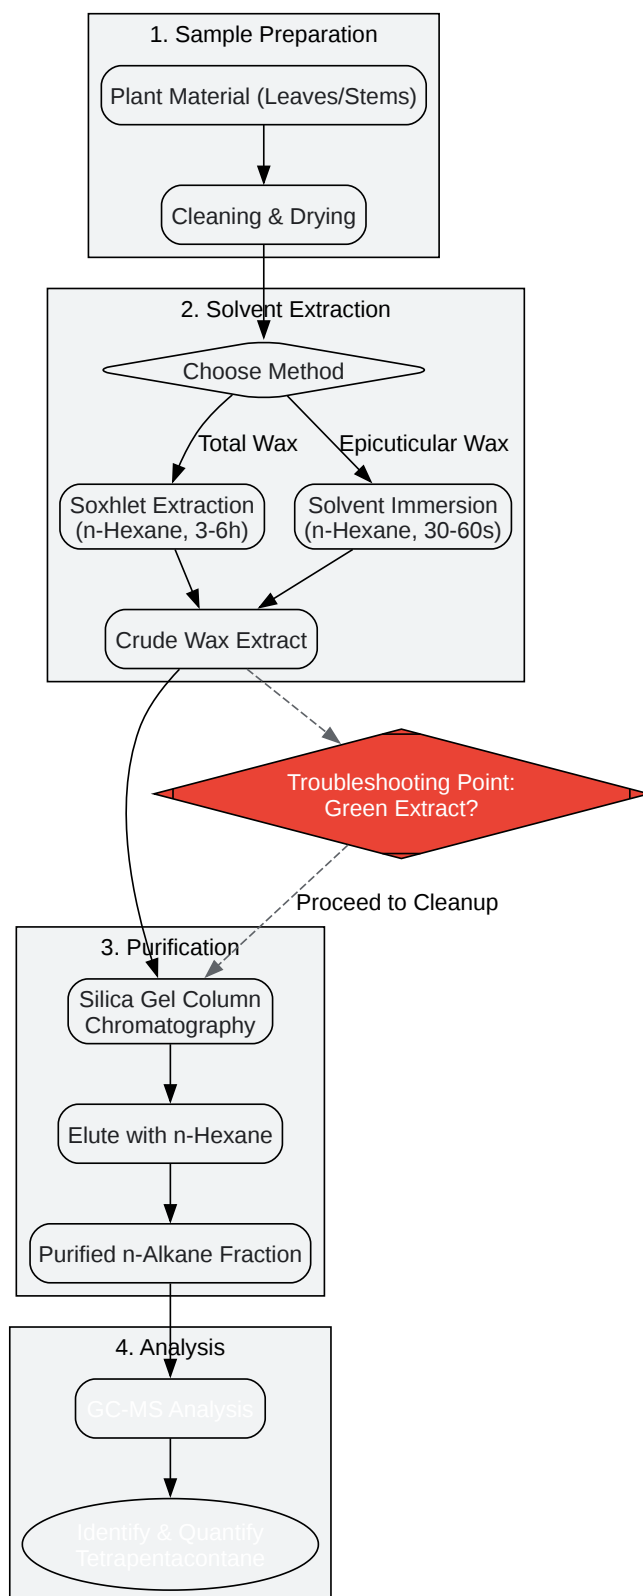 1. Sample Preparation
Plant Material (Leaves/Stems)
Cleaning & Drying
2. Solvent Extraction
Choose Method
Total Wax
Epicuticular Wax
Soxhlet Extraction
(n-Hexane, 3-6h)
Solvent Immersion
(n-Hexane, 30-60s)
Crude Wax Extract
Troubleshooting Point:
Green Extract?
Proceed to Cleanup
3. Purification
Silica Gel Column
Chromatography
Elute with n-Hexane
Purified n-Alkane Fraction
4. Analysis
GC-MS Analysis
Identify & Quantify
Tetrapentacontane